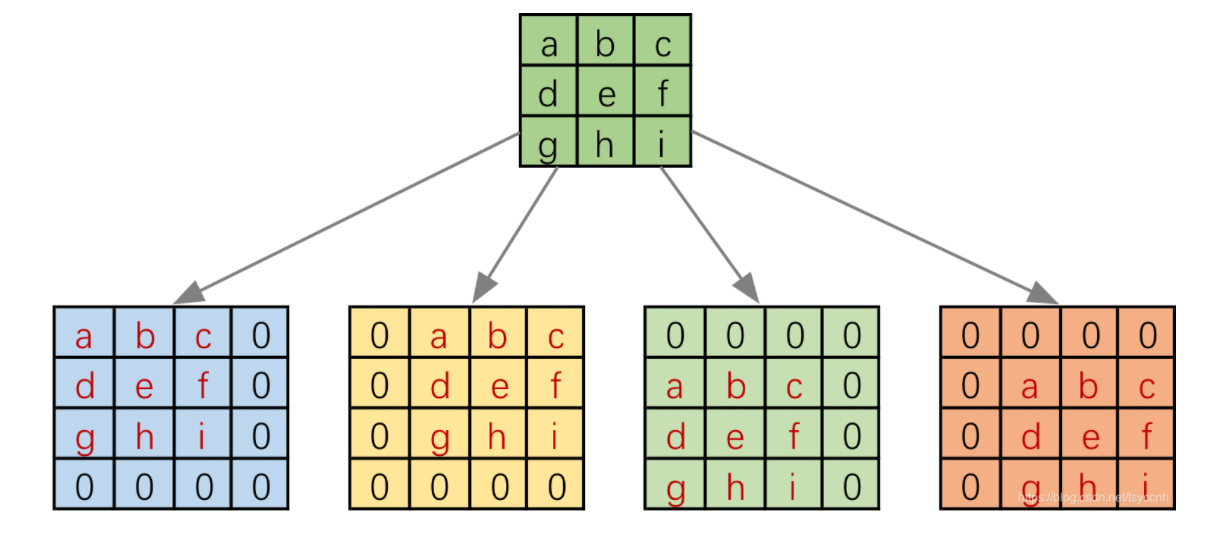 a b c
d e f
g h i
a b c 0
d e f 0
g h i 0
0 0 0 0
0 a b c
0 d e f
0 g h i
0 0 0 0
0 0 0 0
a b c 0
d e f 0
g h i 0
0 0 0 0
0 a b c
0 d e f
0 g h i
https://blog.csdn.net/tsyccnh